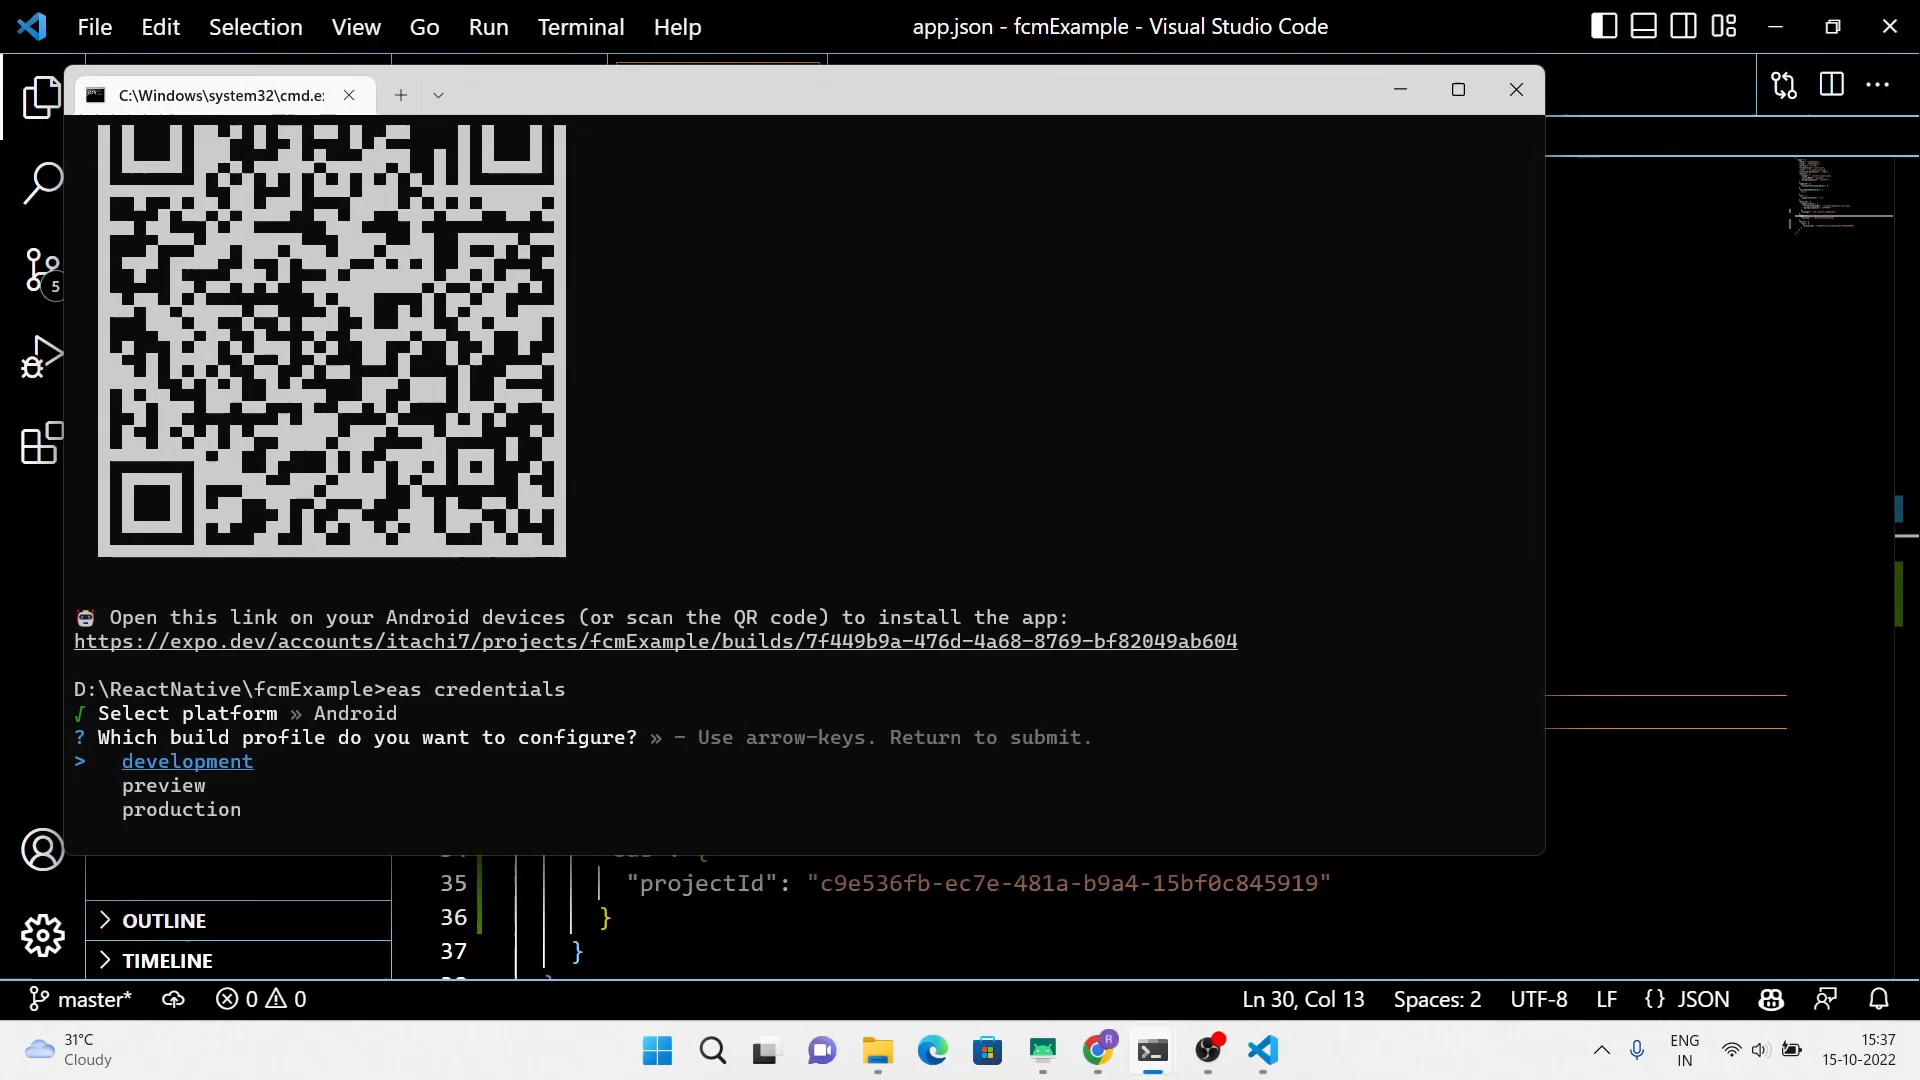 File Edit Selection View Go Run Terminal Help
app.json - fcmExample - Visual Studio Code
C:\Windows\system32\cmd.e:
5
Open this link on your Android devices (or scan the QR code) to install the app:
https://expo.dev/accounts/itachi7/projects/fcmExample/builds/7f449b9a-476d-4a68-8769-bf82049ab604
D:\ReactNative\fcmExample>eas credentials
√ Select platform » Android
? Which build profile do you want to configure? » - Use arrow-keys. Return to submit.
> development
preview
production
35 "projectId": "c9e536fb-ec7e-481a-b9a4-15bf0c845919"
36 }
37 }
OUTLINE
TIMELINE
master* 0 0
Ln 30, Col 13 Spaces: 2 UTF-8 LF {} JSON
31°C
Cloudy
R
ENG
IN
15:37
15-10-2022